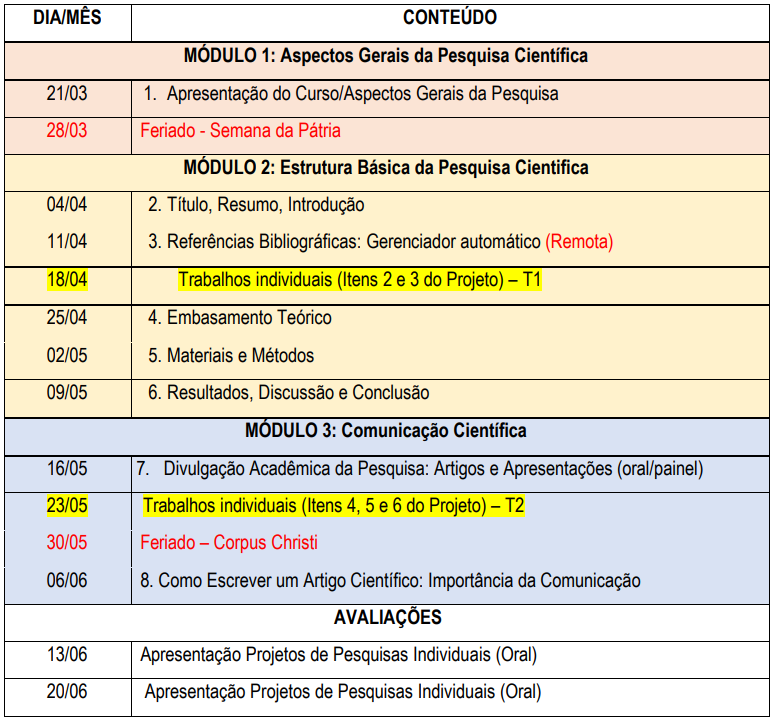 DIA/MÊS CONTEÚDO
MÓDULO 1: Aspectos Gerais da Pesquisa Científica
21/03 1. Apresentação do Curso/Aspectos Gerais da Pesquisa
28/03 Feriado - Semana da Pátria
MÓDULO 2: Estrutura Básica da Pesquisa Cientifica
04/04 2. Título, Resumo, Introdução
11/04 3. Referências Bibliográficas: Gerenciador automático (Remota)
18/04 Trabalhos individuais (Itens 2 e 3 do Projeto) – T1
25/04 4. Embasamento Teórico
02/05 5. Materiais e Métodos
09/05 6. Resultados, Discussão e Conclusão
MÓDULO 3: Comunicação Científica
16/05 7. Divulgação Acadêmica da Pesquisa: Artigos e Apresentações (oral/painel)
23/05 Trabalhos individuais (Itens 4, 5 e 6 do Projeto) – T2
30/05 Feriado – Corpus Christi
06/06 8. Como Escrever um Artigo Científico: Importância da Comunicação
AVALIAÇÕES
13/06 Apresentação Projetos de Pesquisas Individuais (Oral)
20/06 Apresentação Projetos de Pesquisas Individuais (Oral)